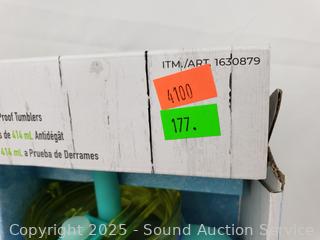 ITM./ART. 1630879
4100
177.
Proof Tumblers
s de 414 mL Antidégât
414 mL a Prueba de Derrames
Copyright 2025 - Sound Auction Service